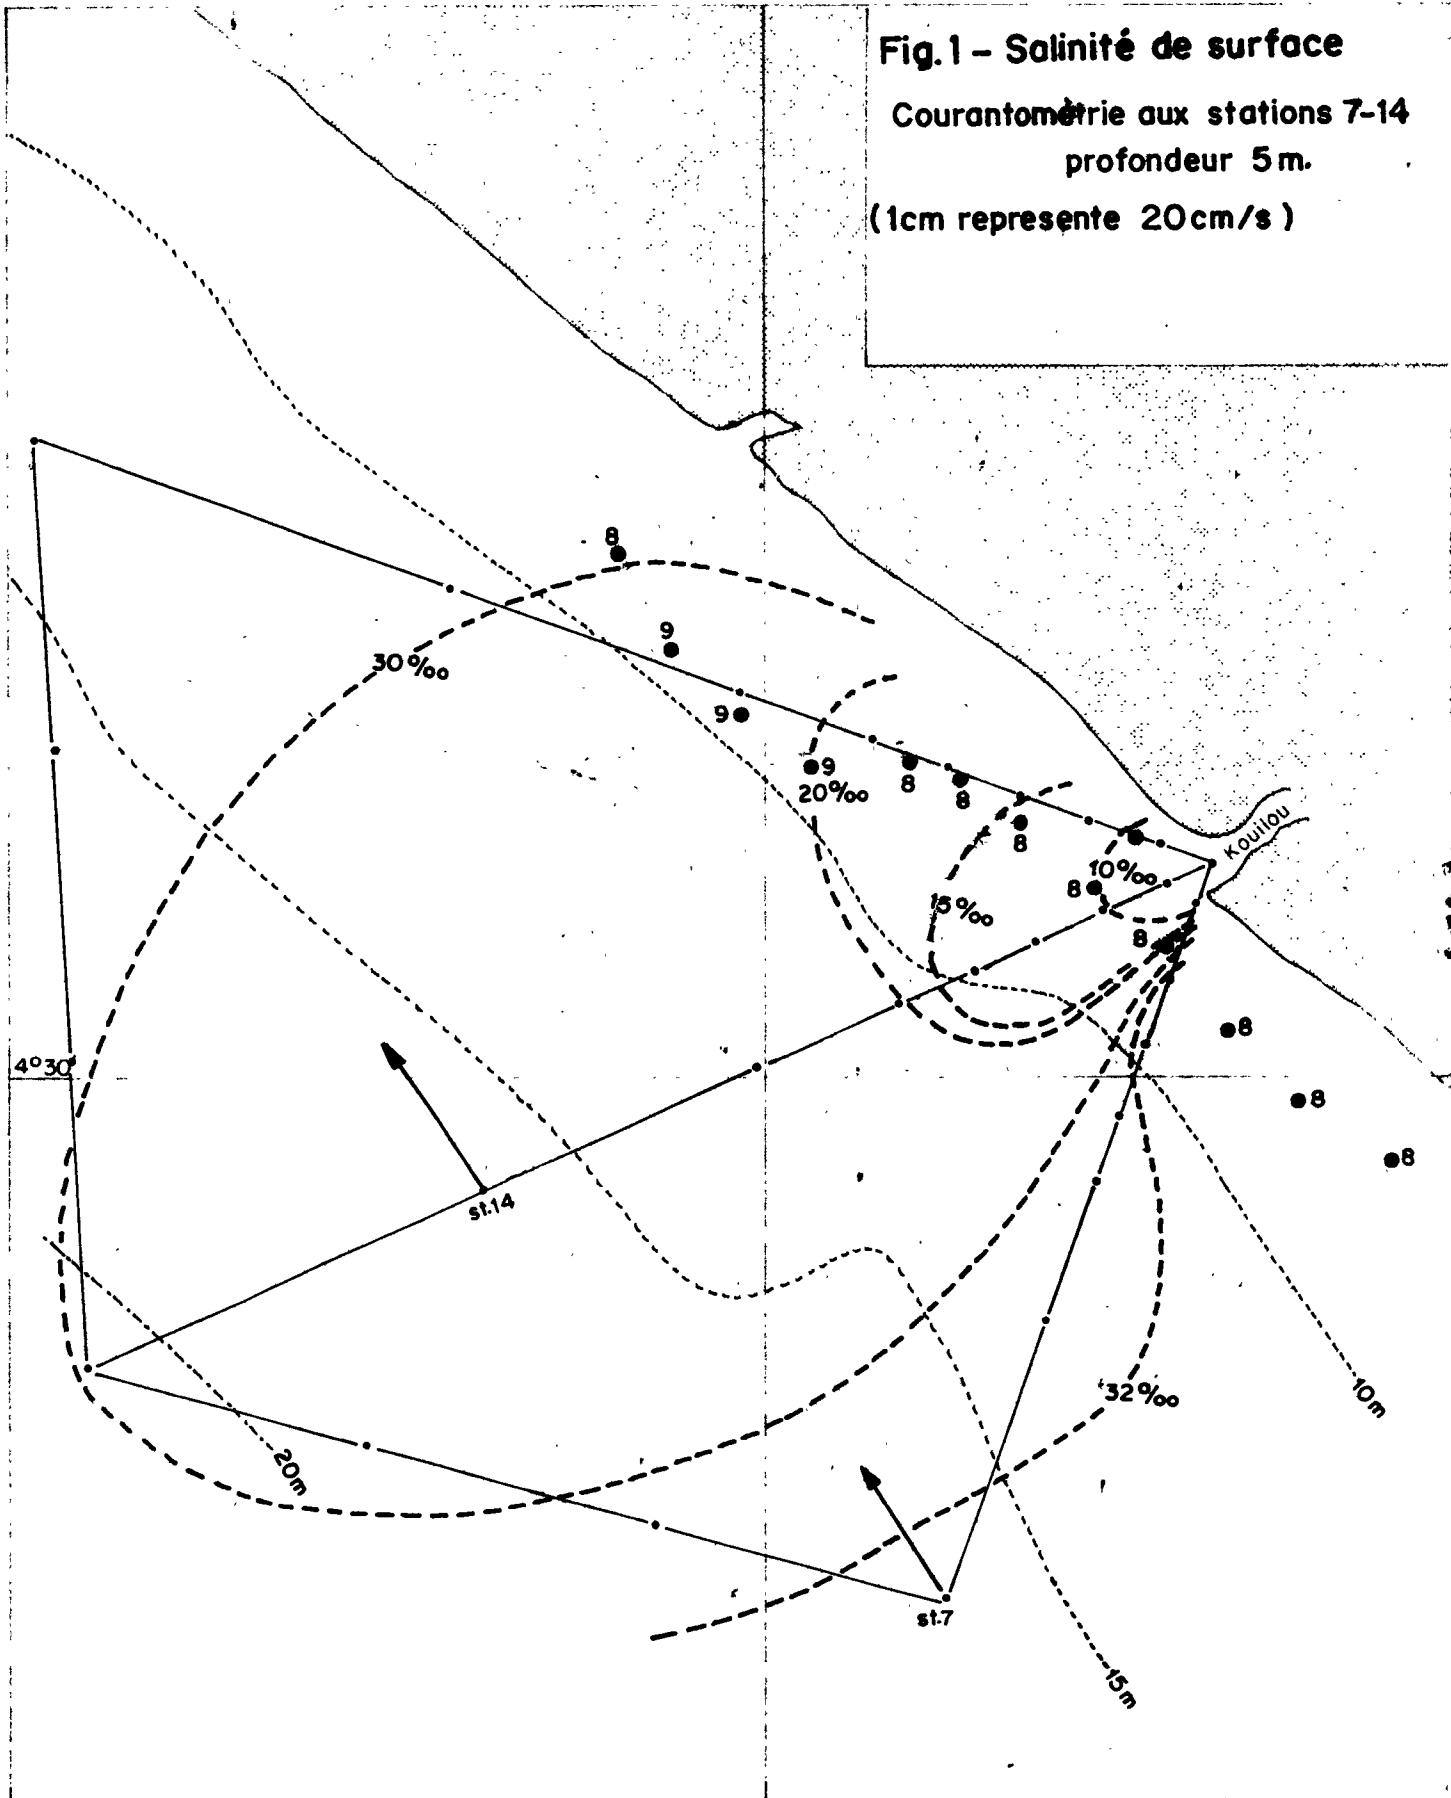 Fig.1 – Salinité de surface
Courantomètrie aux stations 7-14
profondeur 5m.
(1cm represente 20cm/s)
8
9
30‰
9
9
20‰
8
8
8
Kouilou
10‰
8
15‰
8
8
4°30
8
8
st.14
32‰
10m
20m
st.7
15m